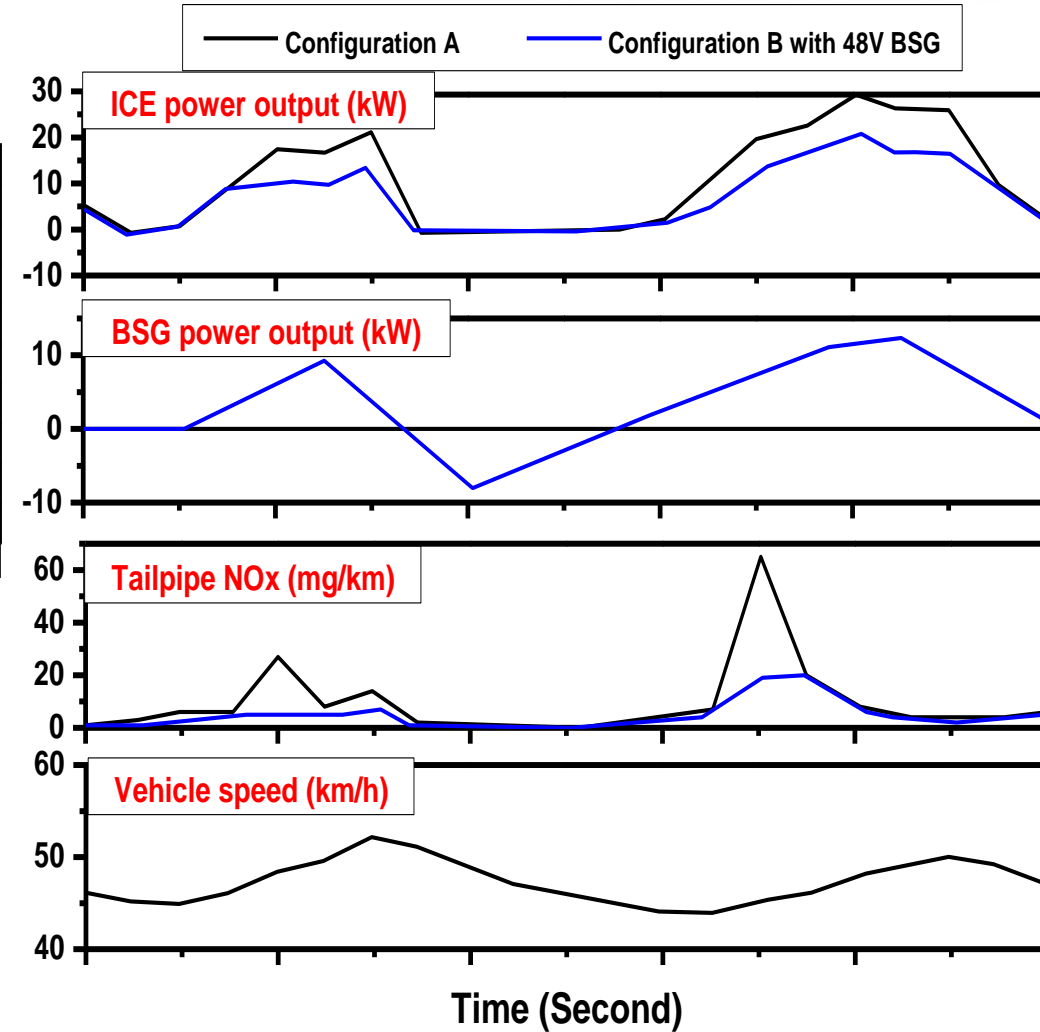 Configuration A
Configuration B with 48V BSG
ICE power output (kW)
30
20
10
0
-10
BSG power output (kW)
10
0
-10
Tailpipe NOx (mg/km)
60
40
20
0
Vehicle speed (km/h)
60
50
40
Time (Second)